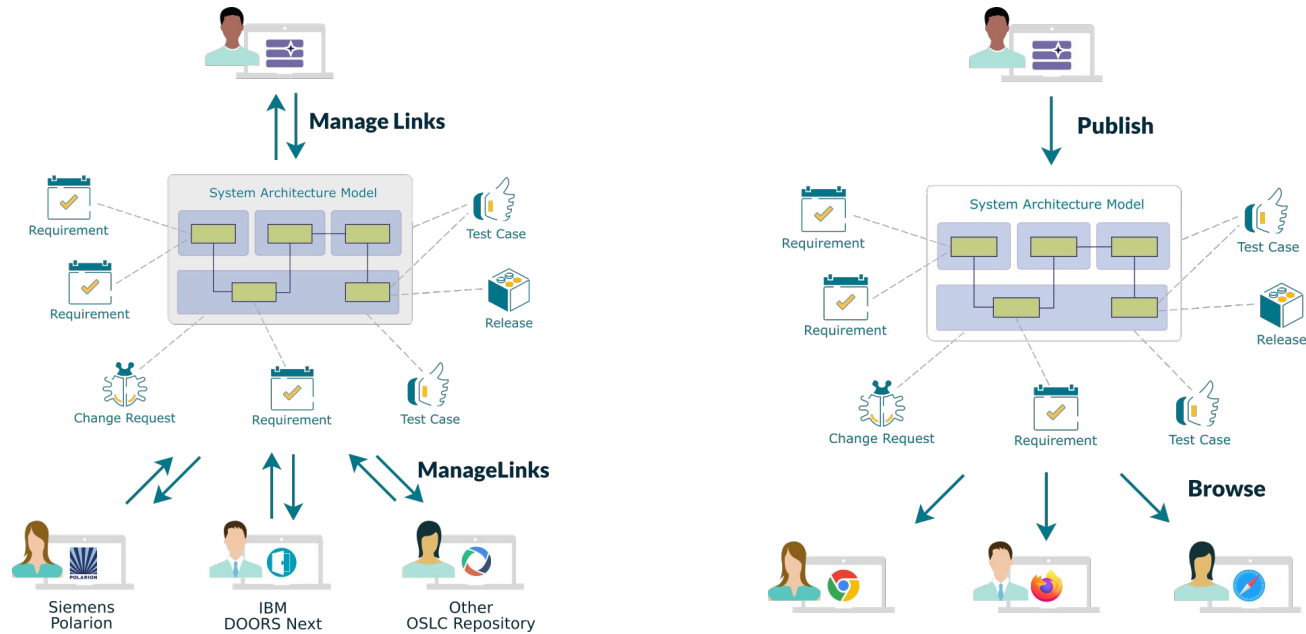 Manage Links
System Architecture Model
Requirement
Test Case
Requirement
Release
Change Request
Requirement
Test Case
ManageLinks
POLARION
Siemens
Polarion
IBM
DOORS Next
Other
OSLC Repository
Publish
System Architecture Model
Requirement
Test Case
Requirement
Release
Change Request
Requirement
Test Case
Browse